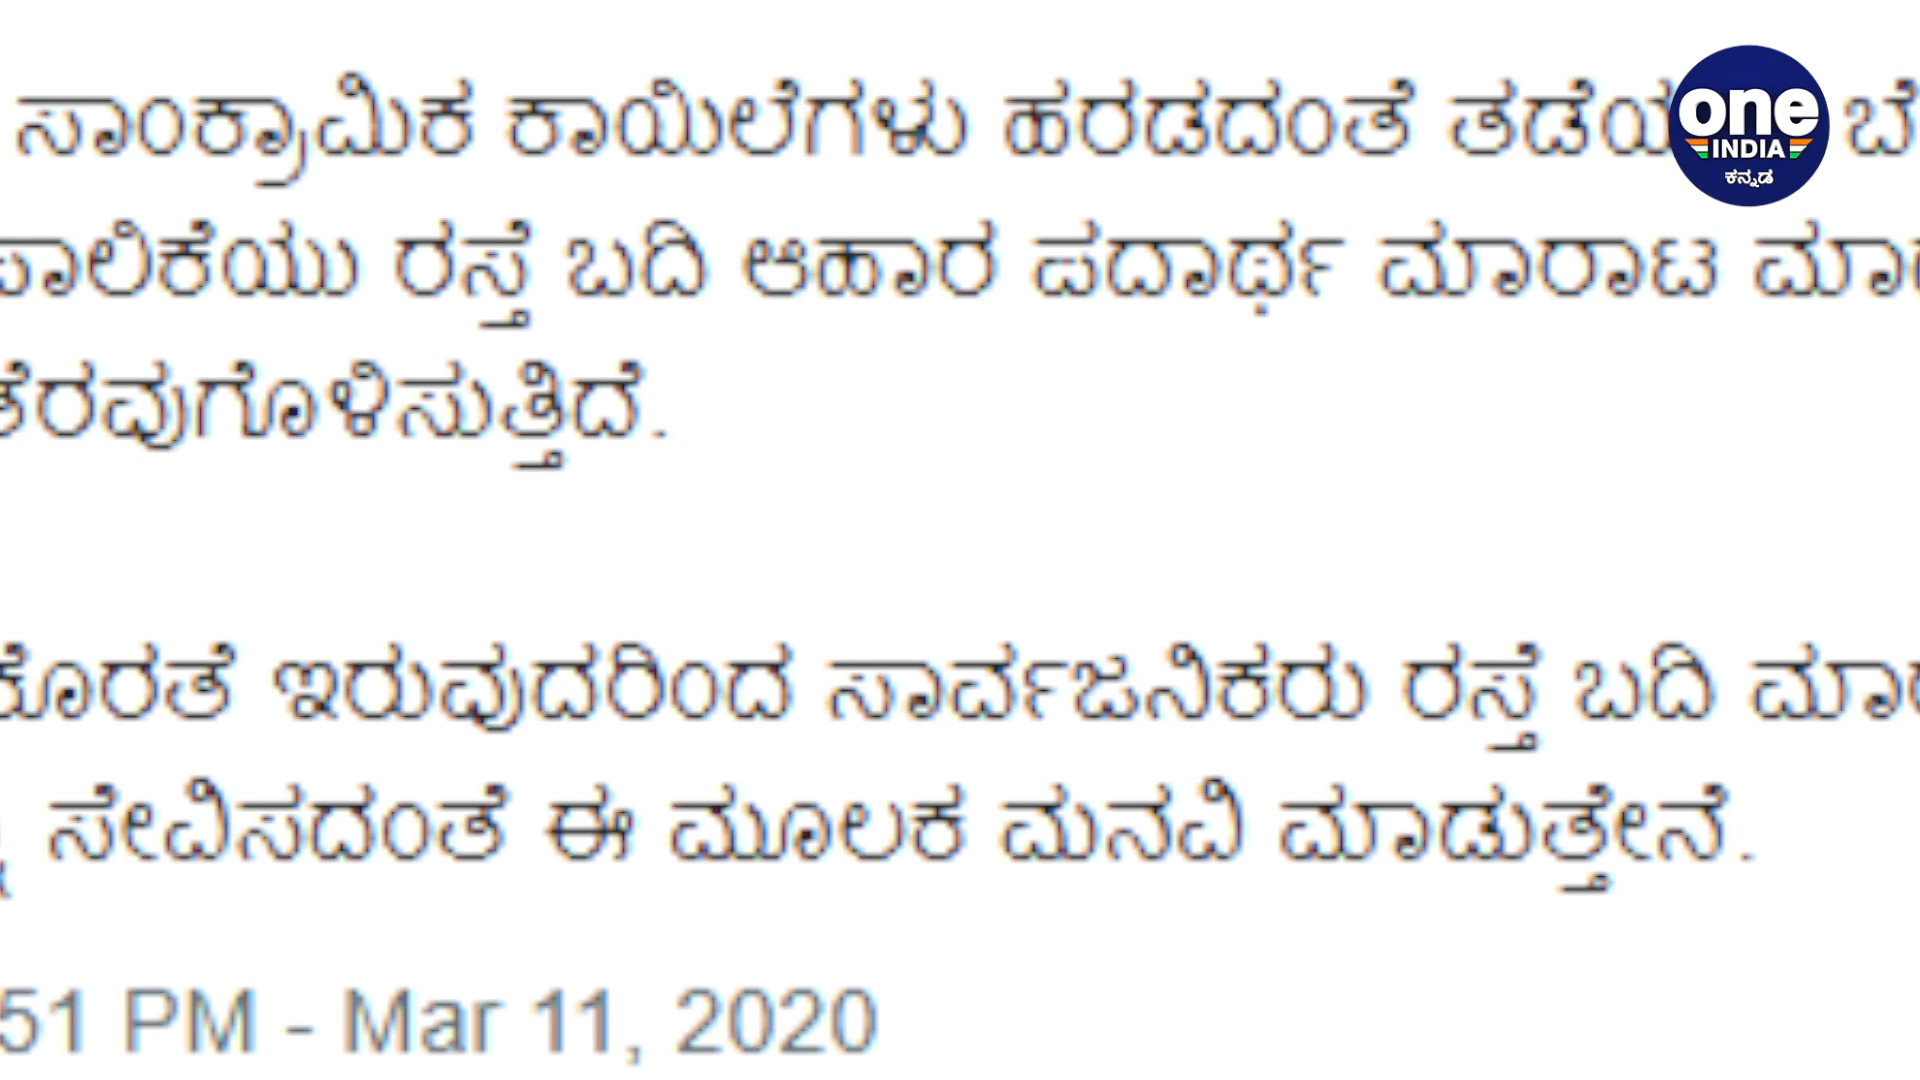 ಸಾಂಕ್ರಾಮಿಕ ಕಾಯಿಲೆಗಳು ಹರಡದಂತೆ ತಡೆಯ
one
INDIA
ಕನ್ನಡ
ಪಾಲಿಕೆಯು ರಸ್ತೆ ಬದಿ ಆಹಾರ ಪದಾರ್ಥ ಮಾರಾಟ
ತೆರವುಗೊಳಿಸುತ್ತಿದೆ.
ಕೊರತೆ ಇರುವುದರಿಂದ ಸಾರ್ವಜನಿಕರು ರಸ್ತೆ ಬದಿ
ಸೇವಿಸದಂತೆ ಈ ಮೂಲಕ ಮನವಿ ಮಾಡುತ್ತೇನೆ.
51 PM - Mar 11, 2020